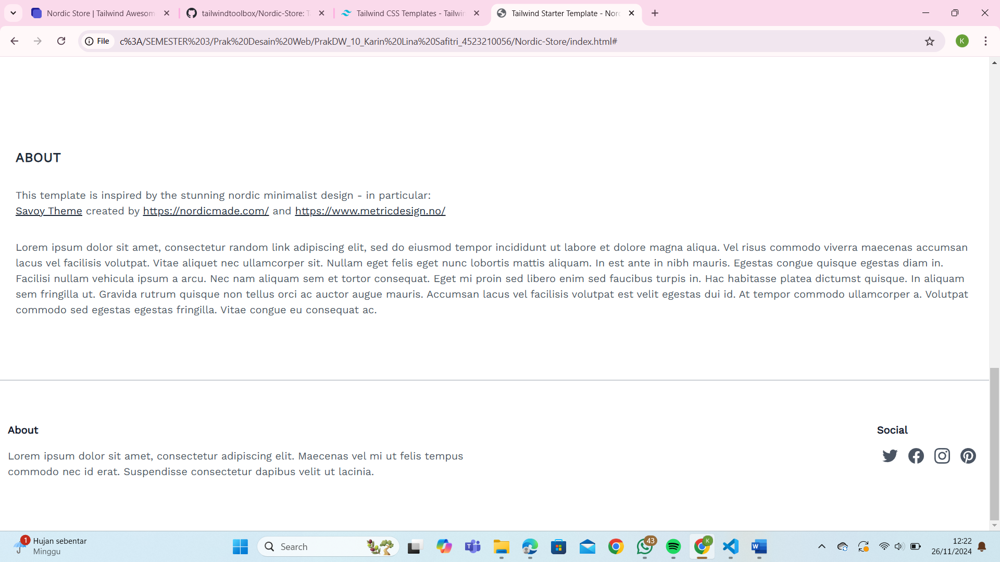 Nordic Store | Tailwind Awesom
tailwindtoolbox/Nordic-Store: T
Tailwind CSS Templates - Tailwin
Tailwind Starter Template - Nord
File
c%3A/SEMESTER%203/Prak%20Desain%20Web/PrakDW_10_Karin%20Lina%20Safitri_4523210056/Nordic-Store/index.html#
K
ABOUT
This template is inspired by the stunning nordic minimalist design - in particular:
Savoy Theme created by https://nordicmade.com/ and https://www.metricdesign.no/
Lorem ipsum dolor sit amet, consectetur random link adipiscing elit, sed do eiusmod tempor incididunt ut labore et dolore magna aliqua. Vel risus commodo viverra maecenas accumsan
lacus vel facilisis volutpat. Vitae aliquet nec ullamcorper sit. Nullam eget felis eget nunc lobortis mattis aliquam. In est ante in nibh mauris. Egestas congue quisque egestas diam in.
Facilisi nullam vehicula ipsum a arcu. Nec nam aliquam sem et tortor consequat. Eget mi proin sed libero enim sed faucibus turpis in. Hac habitasse platea dictumst quisque. In aliquam
sem fringilla ut. Gravida rutrum quisque non tellus orci ac auctor augue mauris. Accumsan lacus vel facilisis volutpat est velit egestas dui id. At tempor commodo ullamcorper a. Volutpat
commodo sed egestas egestas fringilla. Vitae congue eu consequat ac.
About
Social
Lorem ipsum dolor sit amet, consectetur adipiscing elit. Maecenas vel mi ut felis tempus
commodo nec id erat. Suspendisse consectetur dapibus velit ut lacinia.
1
Hujan sebentar
Minggu
Search
43
K
12:22
26/11/2024